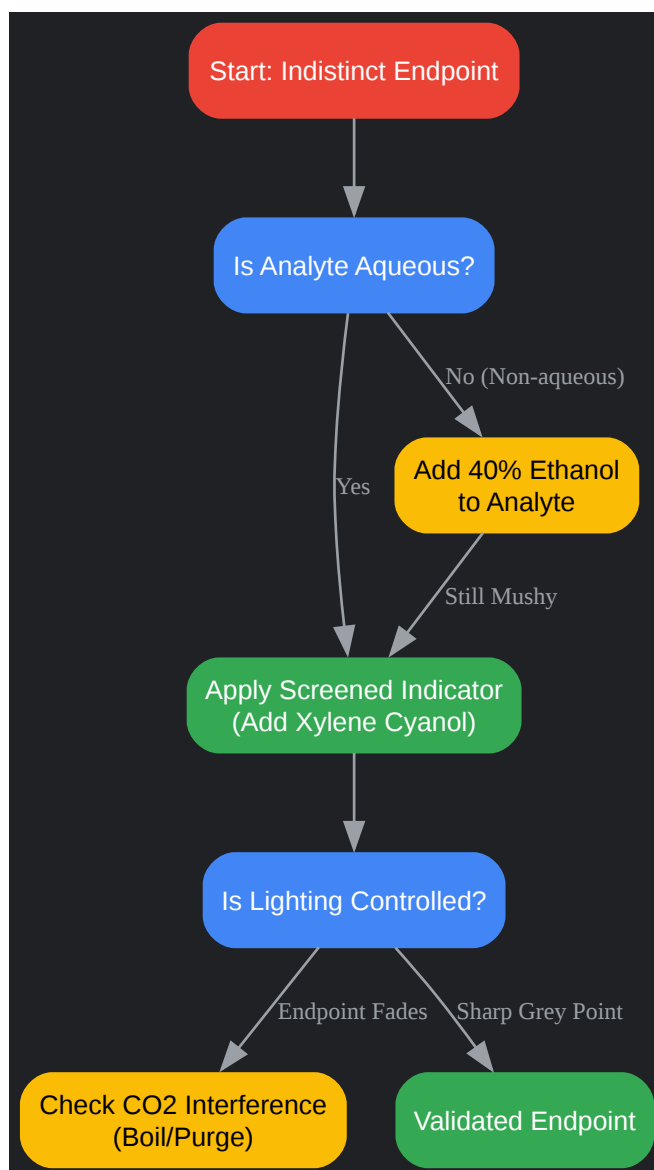 Start: Indistinct Endpoint
Is Analyte Aqueous?
No (Non-aqueous)
Add 40% Ethanol
to Analyte
Yes
Still Mushy
Apply Screened Indicator
(Add Xylene Cyanol)
Is Lighting Controlled?
Endpoint Fades
Sharp Grey Point
Check CO2 Interference
(Boil/Purge)
Validated Endpoint